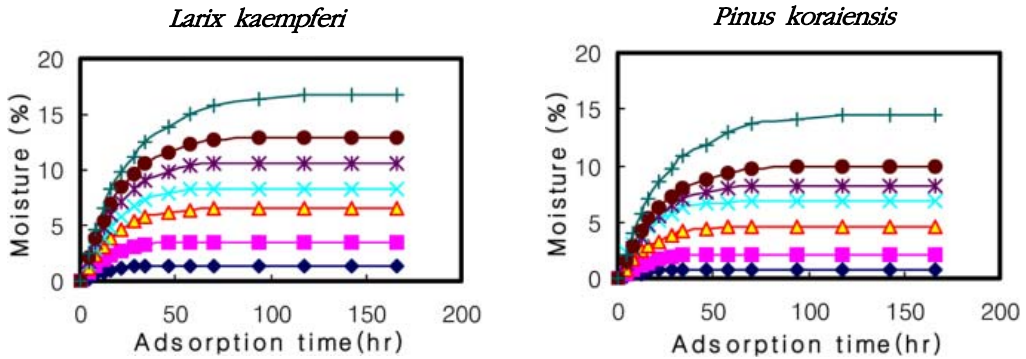 Larix kaempferi
Pinus koraiensis
Moisture (%)
20
15
10
5
0
0 50 100 150 200
Adsorption time(hr)
Moisture (%)
20
15
10
5
0
0 50 100 150 200
Adsorption time(hr)